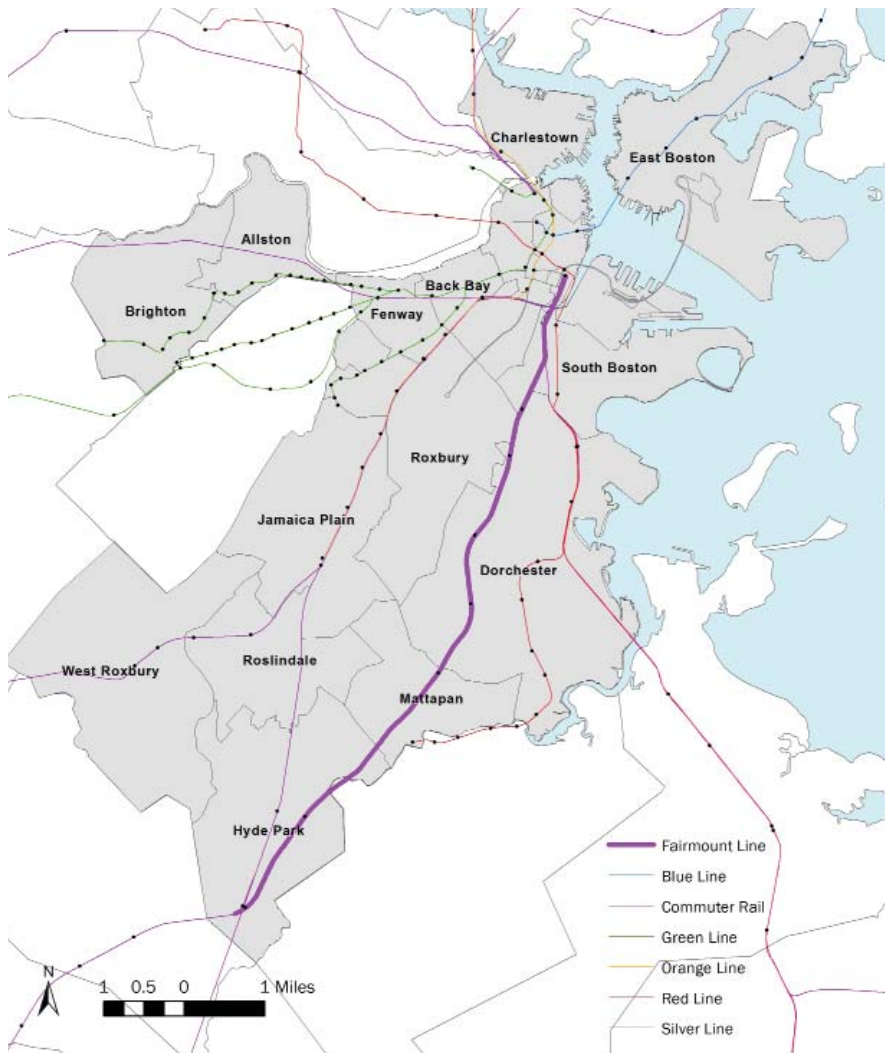 Charlestown
East Boston
Allston
Back Bay
Brighton
Fenway
South Boston
Roxbury
Jamaica Plain
Dorchester
Roslindale
West Roxbury
Mattapan
Hyde Park
Fairmount Line
Blue Line
Commuter Rail
Green Line
Orange Line
Red Line
Silver Line
N
1 0.5 0 1 Miles